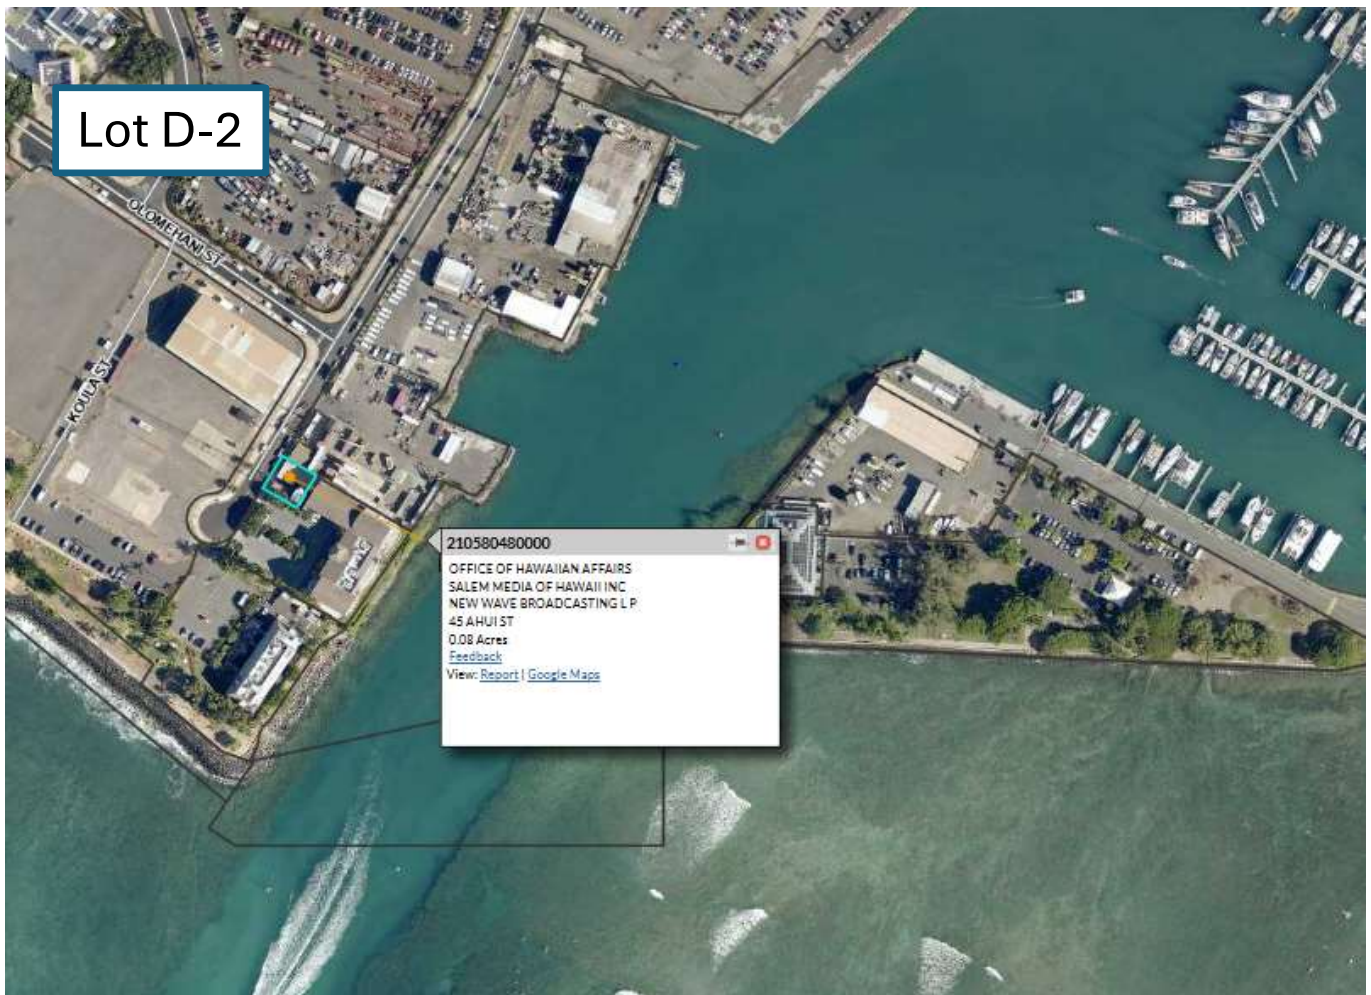 Lot D-2
OLOMEHANI ST
KOULA ST
210580480000
OFFICE OF HAWAIIAN AFFAIRS
SALEM MEDIA OF HAWAII INC
NEW WAVE BROADCASTING L P
45 AHUI ST
0.08 Acres
Feedback
View: Report | Google Maps